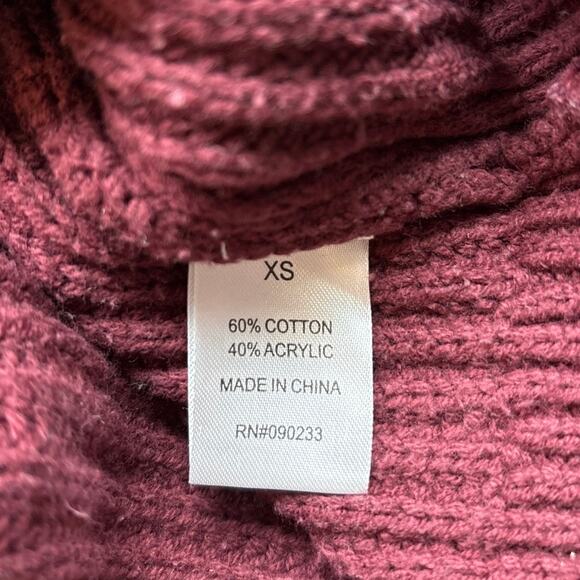 XS
60% COTTON
40% ACRYLIC
MADE IN CHINA
RN#090233